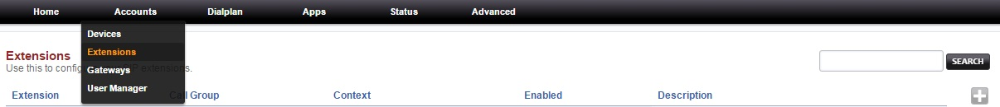 Home Accounts Dialplan Apps Status Advanced
Devices
Extensions
Gateways
User Manager
Extensions
Use this to config IP extensions.
SEARCH
Extension Call Group Context Enabled Description